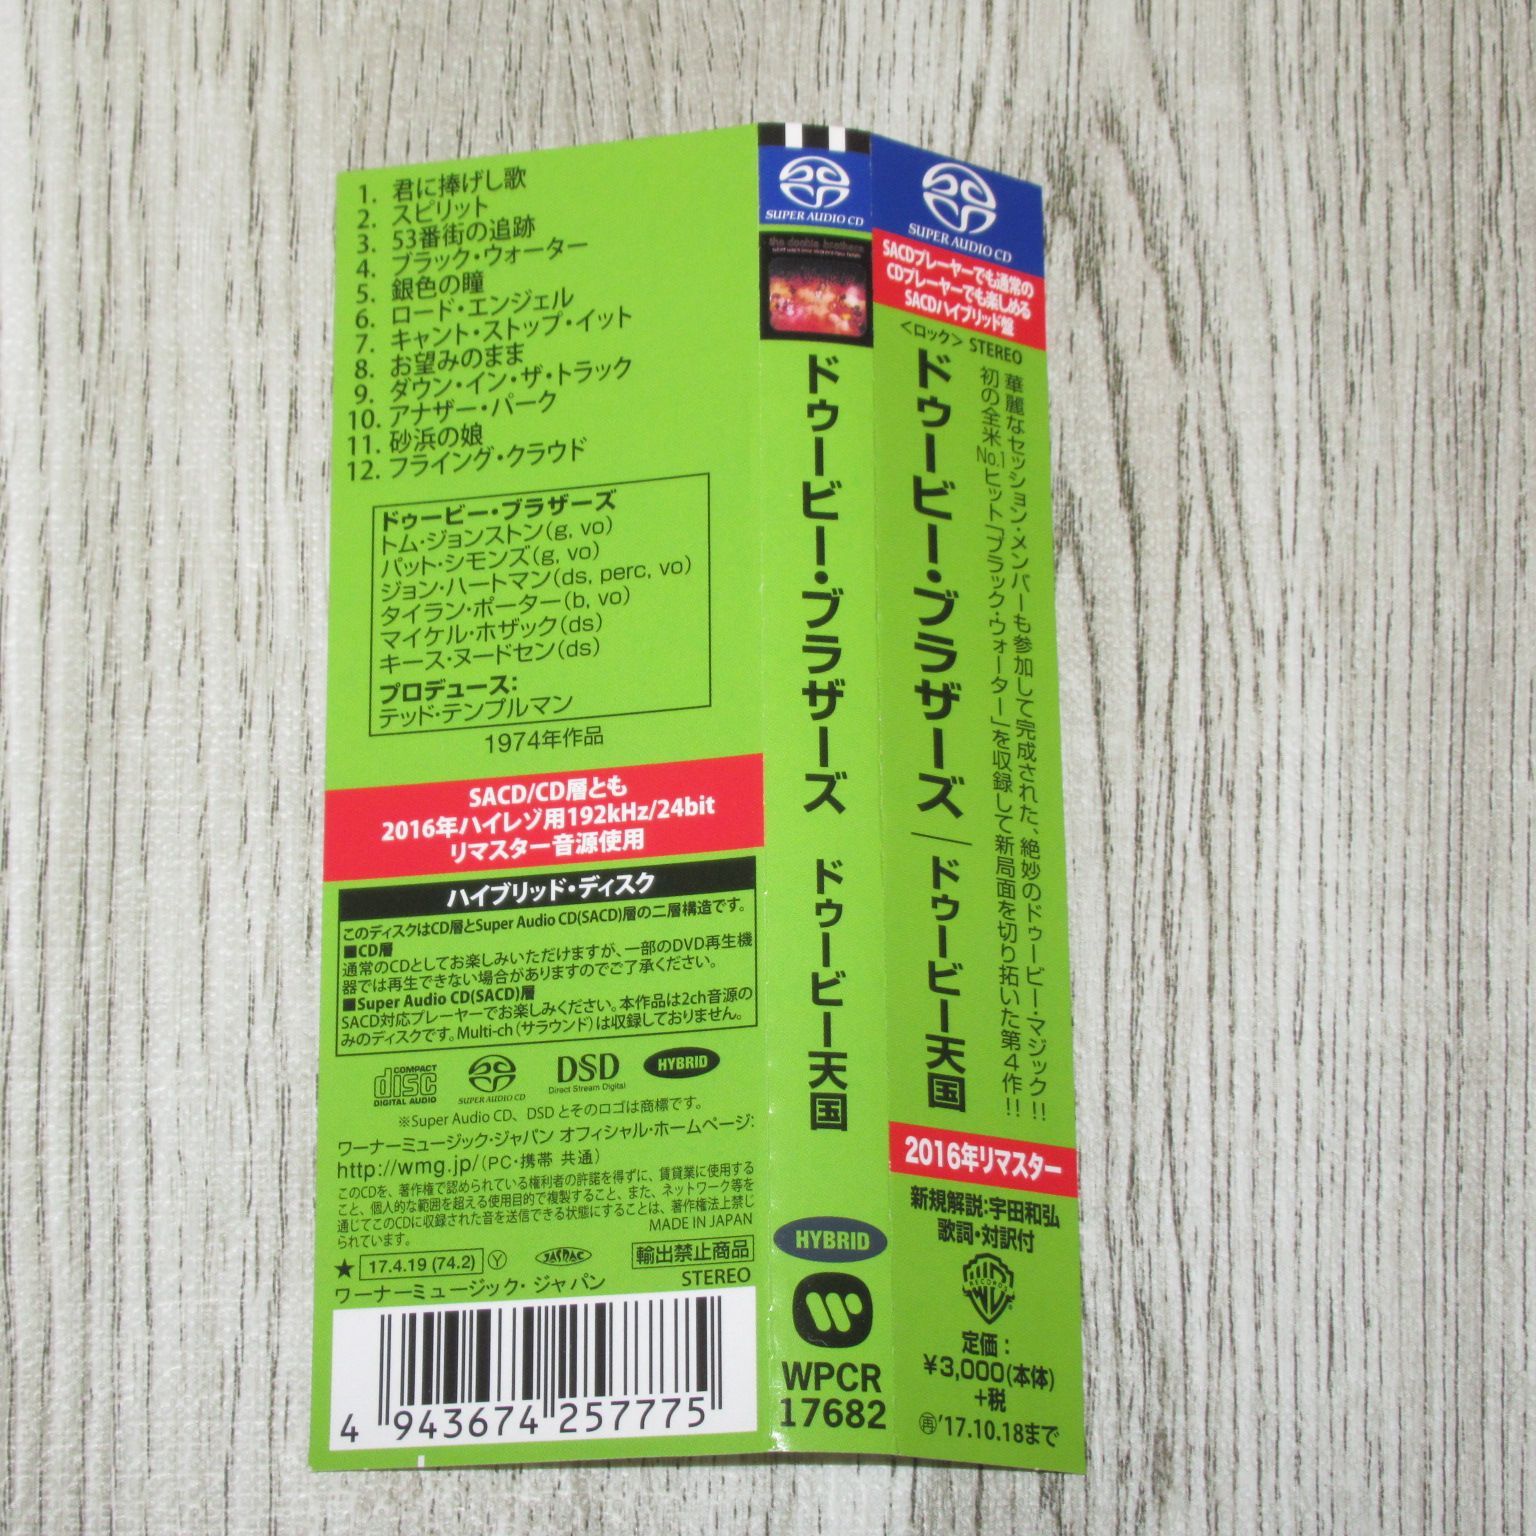 1. 君に捧げし歌
2. スピリット
3. 53番街の追跡
4. ブラック・ウォーター
5. 銀色の瞳
6. ロード・エンジェル
7. キャント・ストップ・イット
8. お望みのまま
9. ダウン・イン・ザ・トラック
10. アナザー・パーク
11. 砂浜の娘
12. フライング・クラウド
ドゥービー・ブラザーズ
トム・ジョンストン(g, vo)
パット・シモンズ(g, vo)
ジョン・ハートマン(ds, perc, vo)
タイラン・ポーター(b, vo)
マイケル・ホザック(ds)
キース・ヌードセン(ds)
プロデュース:
テッド・テンプルマン
1974年作品
SACD/CD層とも
2016年ハイレゾ用192kHz/24bit
リマスター音源使用
ハイブリッド・ディスク
このディスクはCD層とSuper Audio CD(SACD)層の二層構造です。
■CD層
通常のCDとしてお楽しみいただけますが、一部のDVD再生機
器では再生できない場合がありますのでご了承ください。
■Super Audio CD(SACD)層
SACD対応プレーヤーでお楽しみください。本作品は2ch音源の
みのディスクです。Multi-ch（サラウンド）は収録しておりません。
COMPACT
disc
DIGITAL AUDIO
SUPER AUDIO CD
DSD
Direct Stream Digital
HYBRID
※Super Audio CD、DSD とそのロゴは商標です。
ワーナーミュージック・ジャパン オフィシャル・ホームページ:
http://wmg.jp/(PC・携帯 共通)
このCDを、著作権で認められている権利者の許諾を得ずに、賃貸業に使用する
こと、個人的な範囲を超える使用目的で複製すること、また、ネットワーク等を
通じてこのCDに収録された音を送信できる状態にすることは、著作権法上禁じ
られています。
MADE IN JAPAN
★ 17.4.19 (74.2) Ⓨ JASRAC 輸出禁止商品
ワーナーミュージック・ジャパン STEREO
4 943674 257775
SUPER AUDIO CD
the doobie brothers
ドゥービー・ブラザーズ ドゥービー天国
HYBRID
WPCR
17682
SUPER AUDIO CD
SACDプレーヤーでも通常の
CDプレーヤーでも楽しめる
SACDハイブリッド盤
＜ロック＞ STEREO
華麗なセッション・メンバーも参加して完成された、絶妙のドゥービー・マジック!!
初の全米No.1ヒット「ブラック・ウォーター」を収録して新局面を切り拓いた第4作!!
ドゥービー・ブラザーズ／ドゥービー天国
2016年リマスター
新規解説:宇田和弘
歌詞・対訳付
RECORDS
定価：
￥3,000(本体)
+税
㊢'17.10.18まで